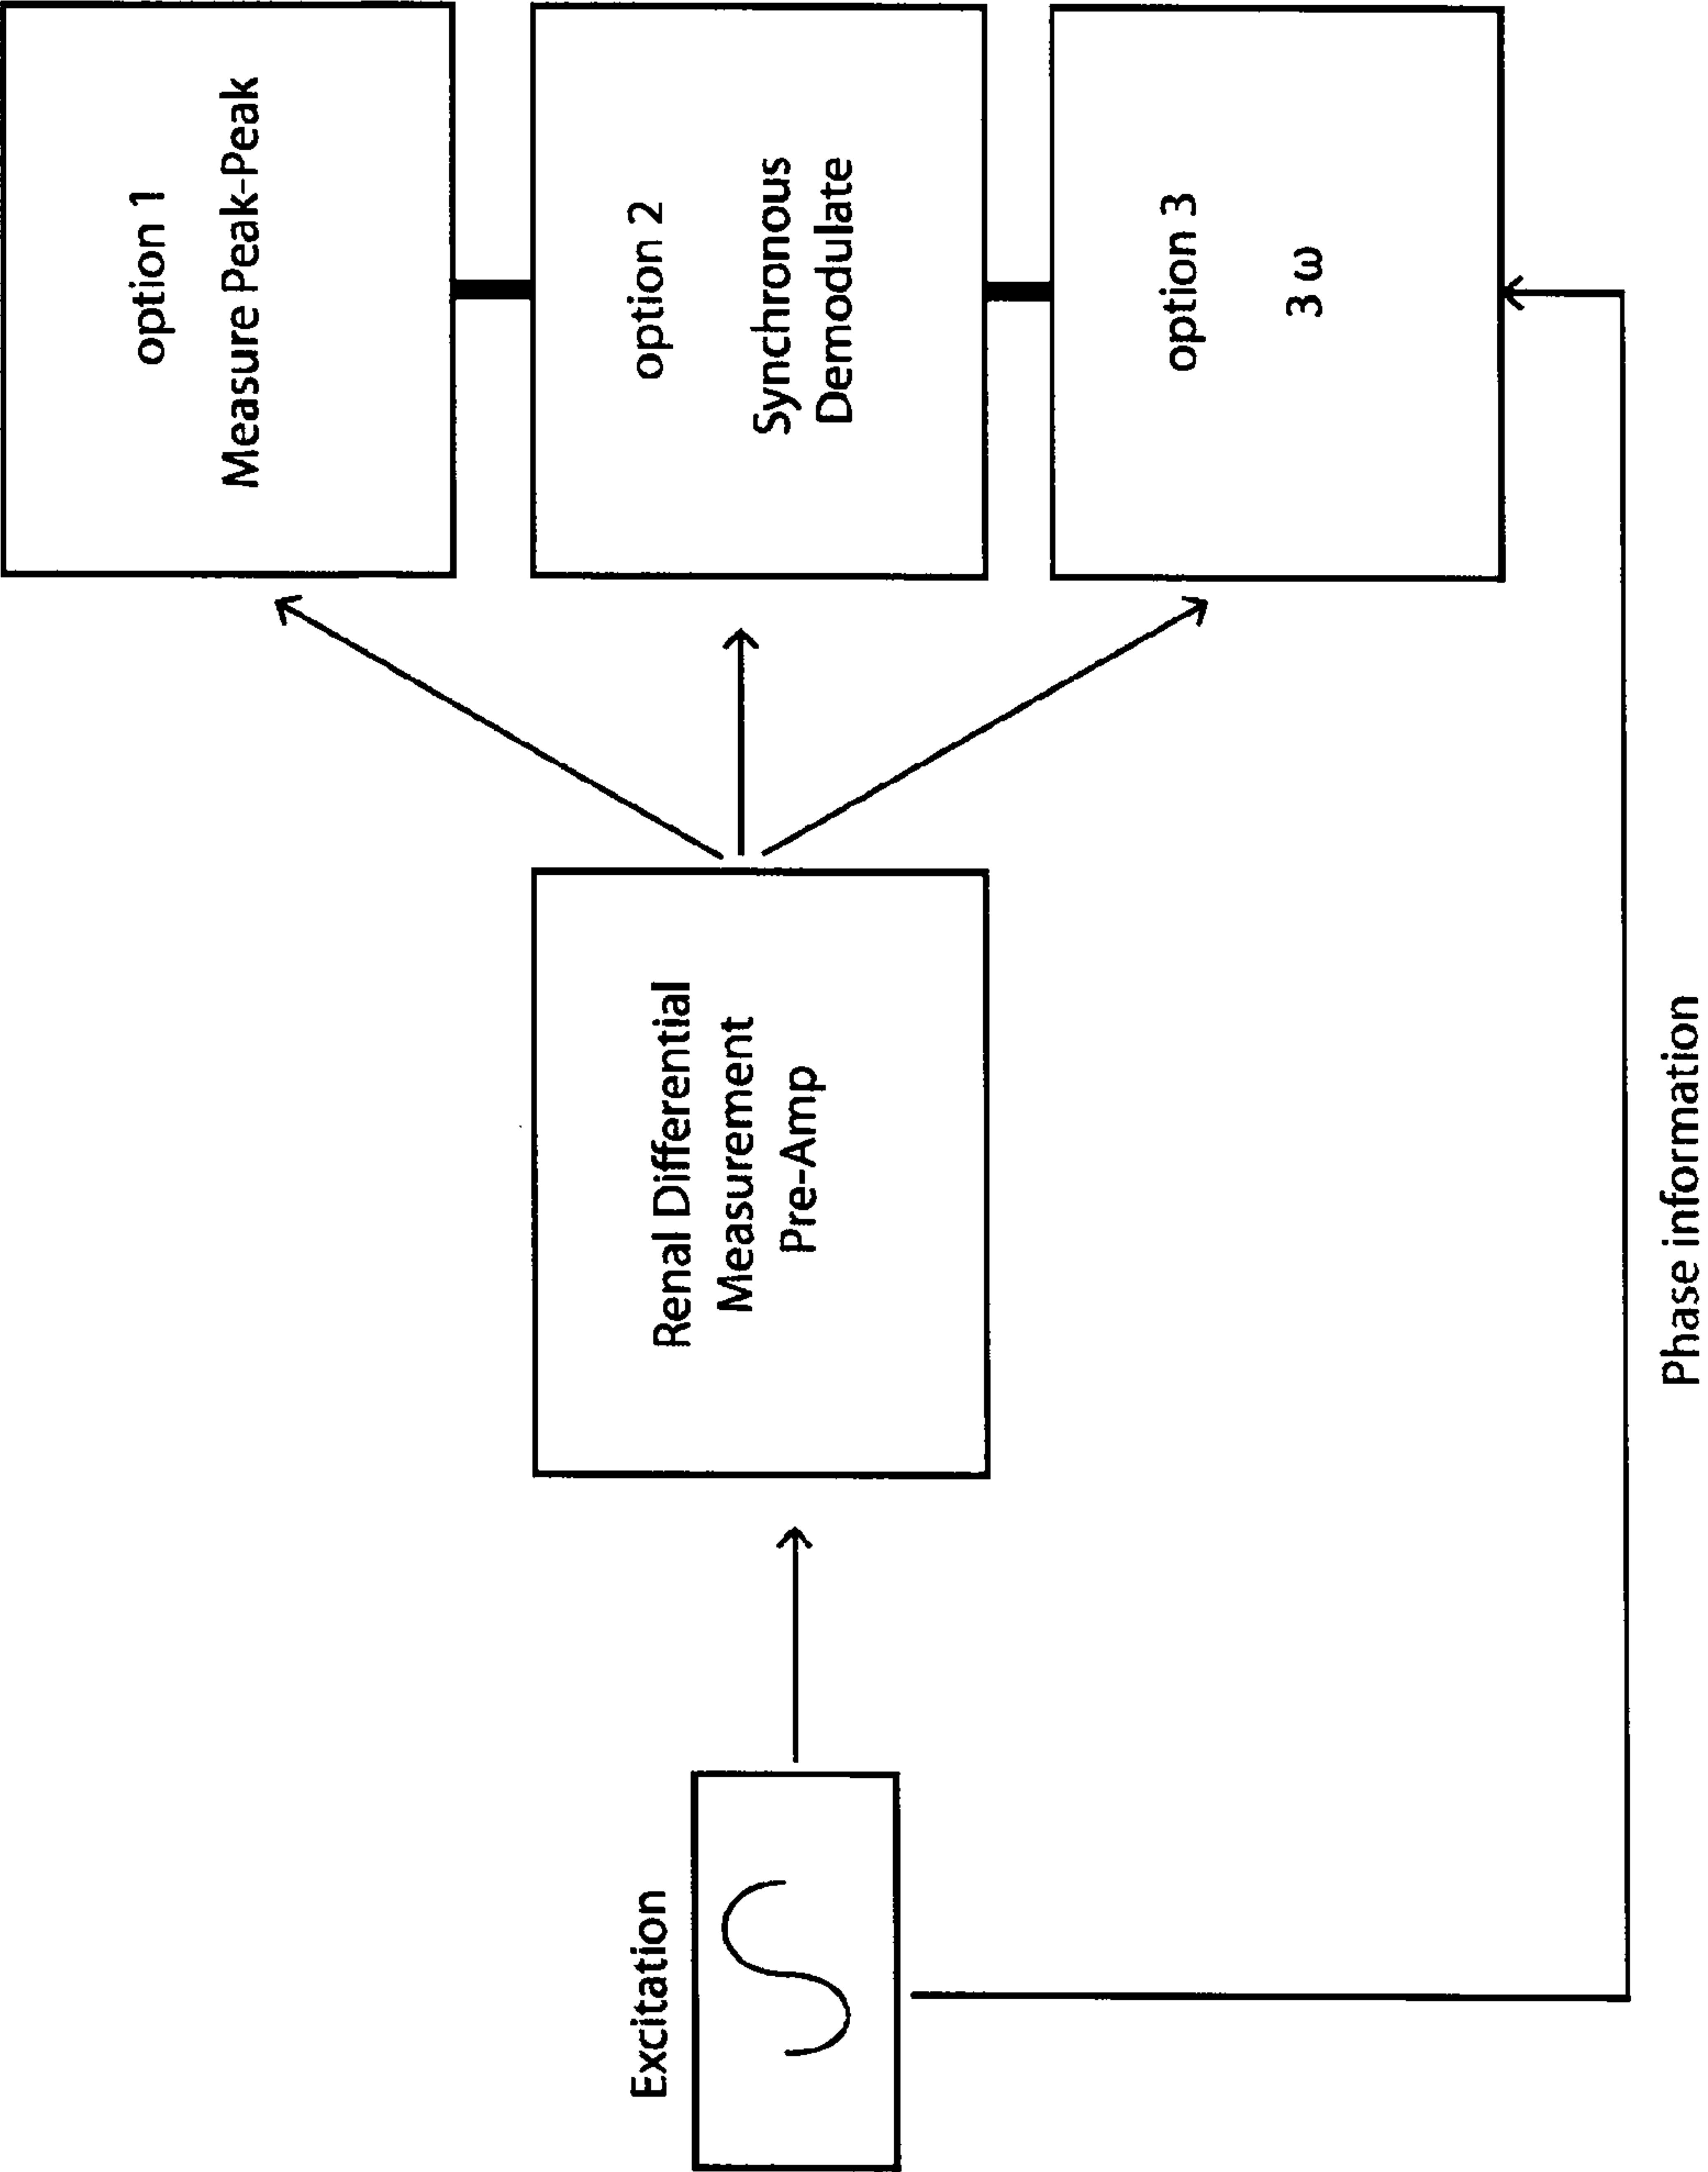 Excitation
Renal Differential
Measurement
Pre-Amp
option 1
Measure Peak-Peak
option 2
Synchronous
Demodulate
option 3
3 ω
Phase information